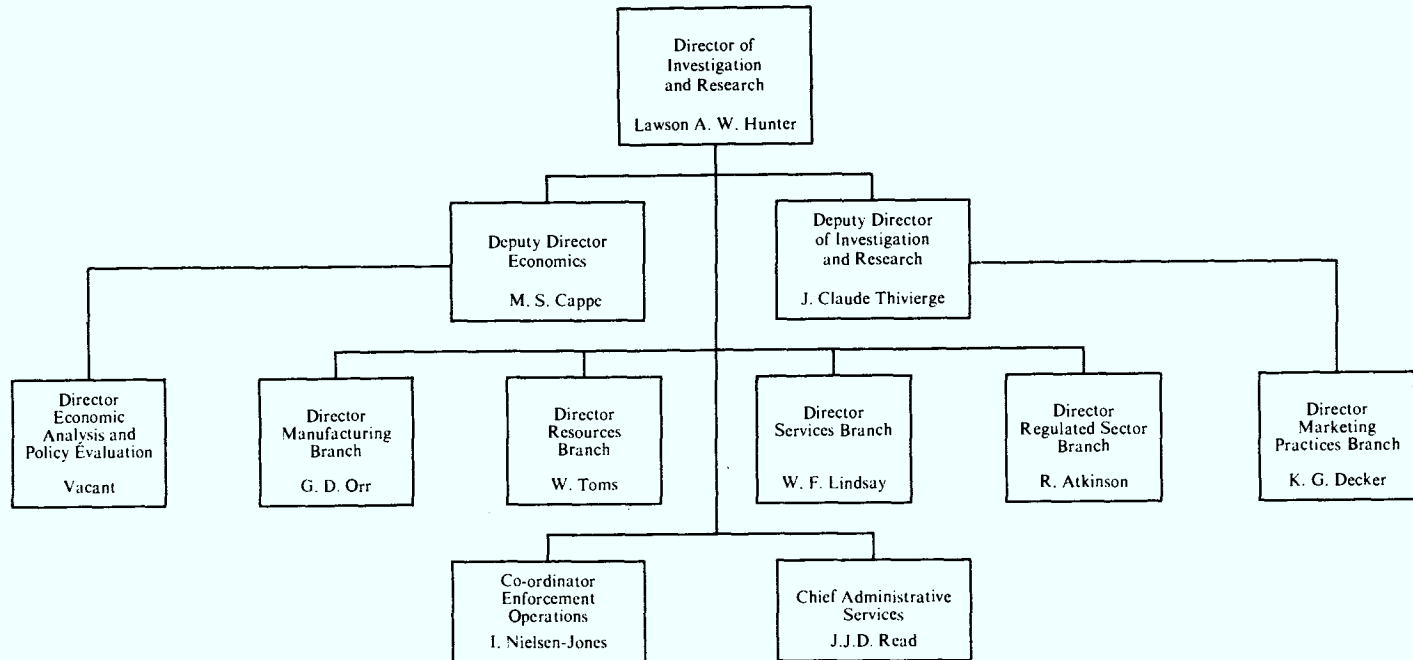 Director of
Investigation
and Research
Lawson A. W. Hunter
Deputy Director
Economics
M. S. Cappe
Deputy Director
of Investigation
and Research
J. Claude Thivierge
Director
Economic
Analysis and
Policy Évaluation
Vacant
Director
Manufacturing
Branch
G. D. Orr
Director
Resources
Branch
W. Toms
Director
Services Branch
W. F. Lindsay
Director
Regulated Sector
Branch
R. Atkinson
Director
Marketing
Practices Branch
K. G. Decker
Co-ordinator
Enforcement
Operations
I. Nielsen-Jones
Chief Administrative
Services
J.J.D. Read